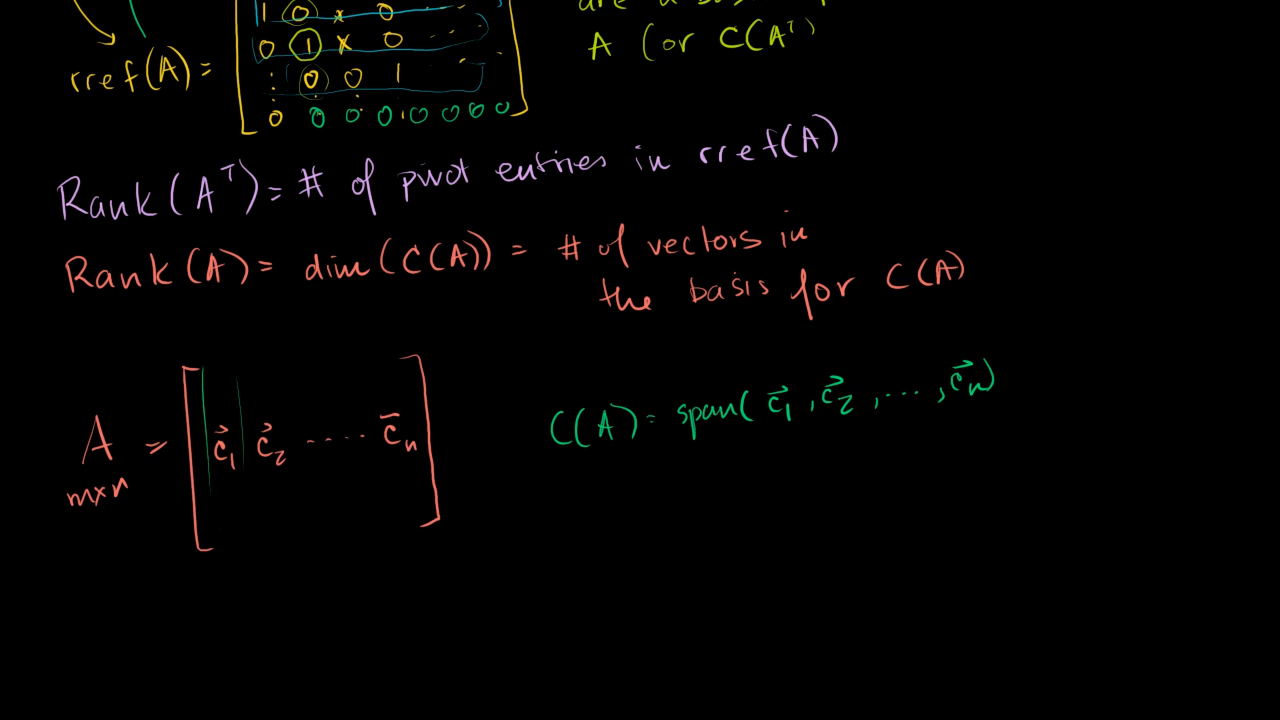 1 0 x 0 ...
A (or C(Aᵀ)
0 1 x 0 ...
rref(A) =
⋮ 0 0 1 ...
0 0 0 0 0 0 0 0
Rank(Aᵀ) = # of pivot entries in rref(A)
Rank(A) = dim(C(A)) = # of vectors in
the basis for C(A)
A = [c⃗₁ c⃗₂ ..... c̄ₙ]
m×n
C(A) = span(c⃗₁, c⃗₂, ..., c⃗ₙ)